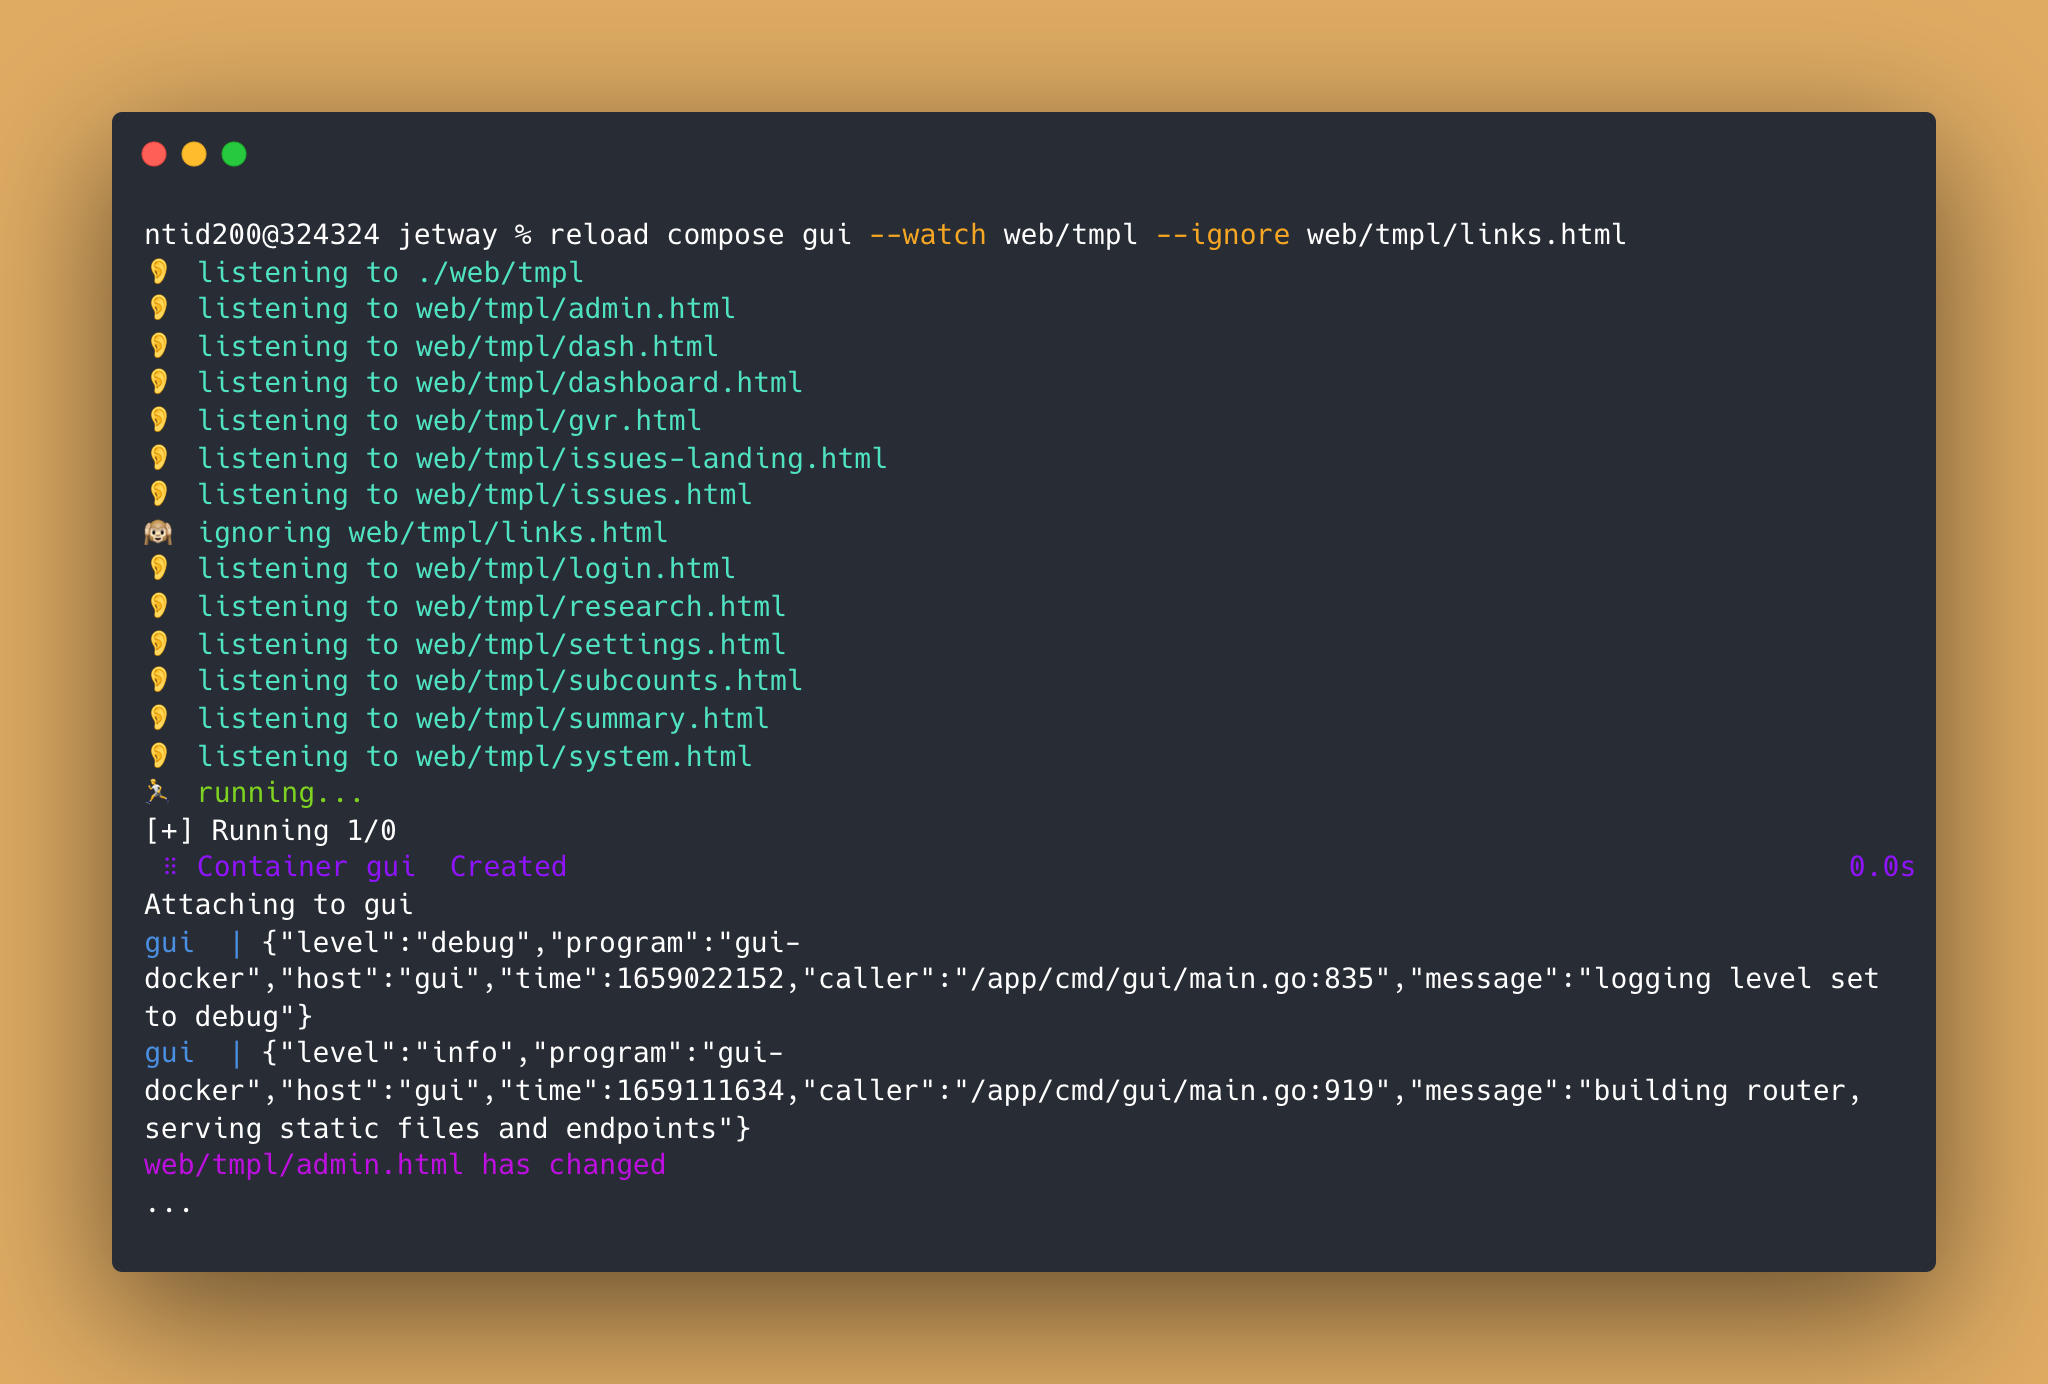 ntid200@324324 jetway % reload compose gui --watch web/tmpl --ignore web/tmpl/links.html
👂 listening to ./web/tmpl
👂 listening to web/tmpl/admin.html
👂 listening to web/tmpl/dash.html
👂 listening to web/tmpl/dashboard.html
👂 listening to web/tmpl/gvr.html
👂 listening to web/tmpl/issues-landing.html
👂 listening to web/tmpl/issues.html
🙉 ignoring web/tmpl/links.html
👂 listening to web/tmpl/login.html
👂 listening to web/tmpl/research.html
👂 listening to web/tmpl/settings.html
👂 listening to web/tmpl/subcounts.html
👂 listening to web/tmpl/summary.html
👂 listening to web/tmpl/system.html
🏃 running...
[+] Running 1/0
 ⠿ Container gui  Created 0.0s
Attaching to gui
gui  | {"level":"debug","program":"gui-
docker","host":"gui","time":1659022152,"caller":"/app/cmd/gui/main.go:835","message":"logging level set
to debug"}
gui  | {"level":"info","program":"gui-
docker","host":"gui","time":1659111634,"caller":"/app/cmd/gui/main.go:919","message":"building router,
serving static files and endpoints"}
web/tmpl/admin.html has changed
...